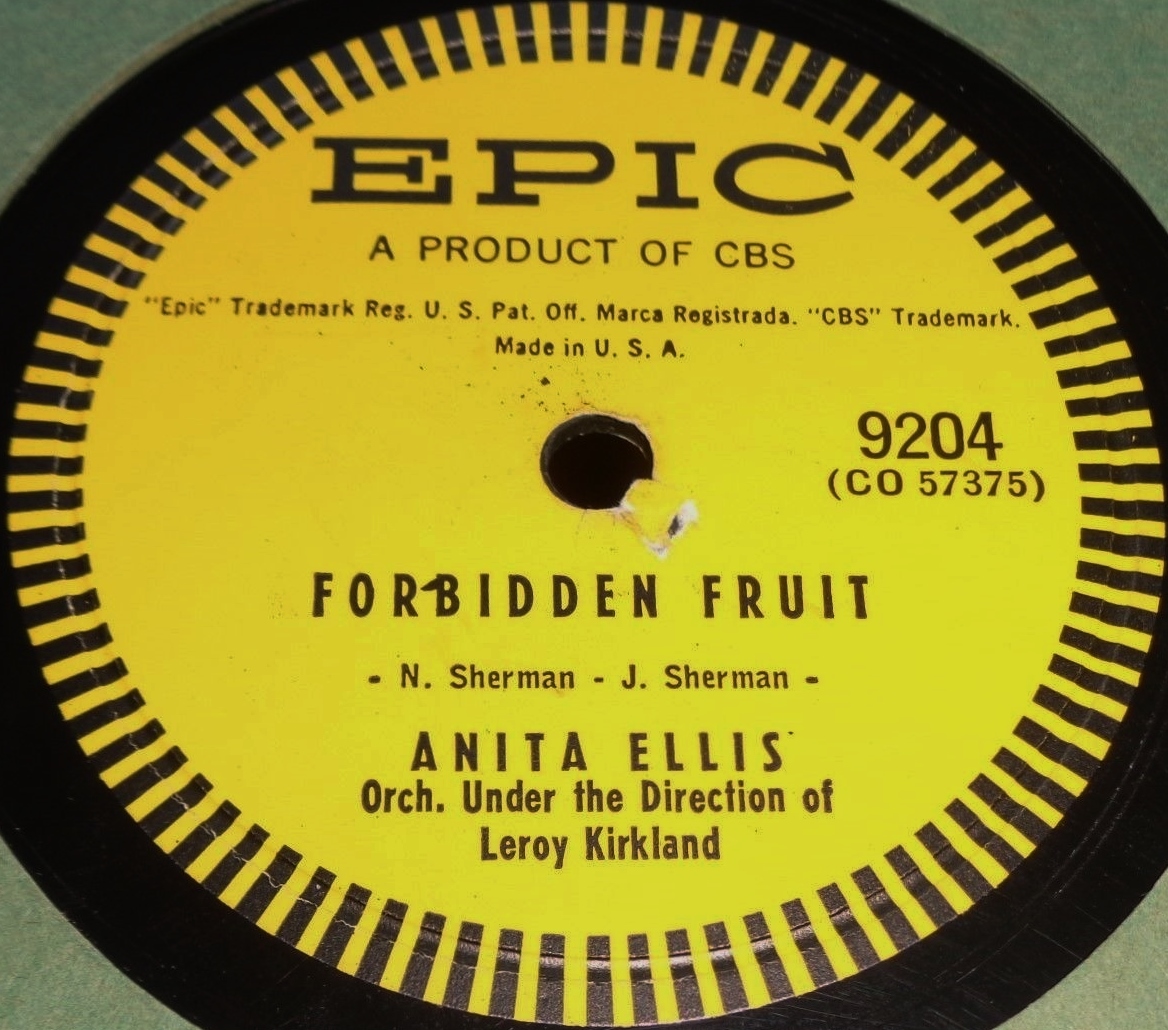 EPIC
A PRODUCT OF CBS
"Epic" Trademark Reg. U. S. Pat. Off. Marca Registrada. "CBS" Trademark.
Made in U. S. A.
9204
(CO 57375)
FORBIDDEN FRUIT
- N. Sherman - J. Sherman -
ANITA ELLIS
Orch. Under the Direction of
Leroy Kirkland